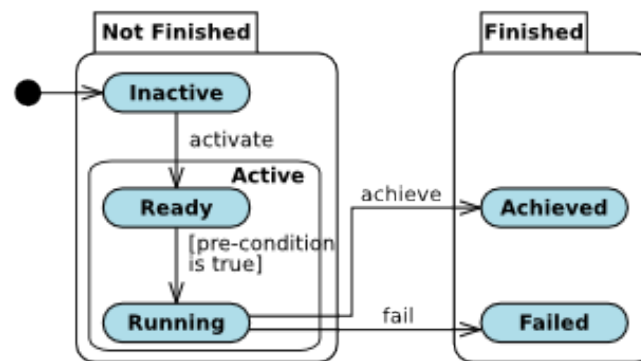 Not Finished
Finished
Inactive
activate
Active
Ready
achieve
Achieved
[pre-condition
is true]
Running
fail
Failed